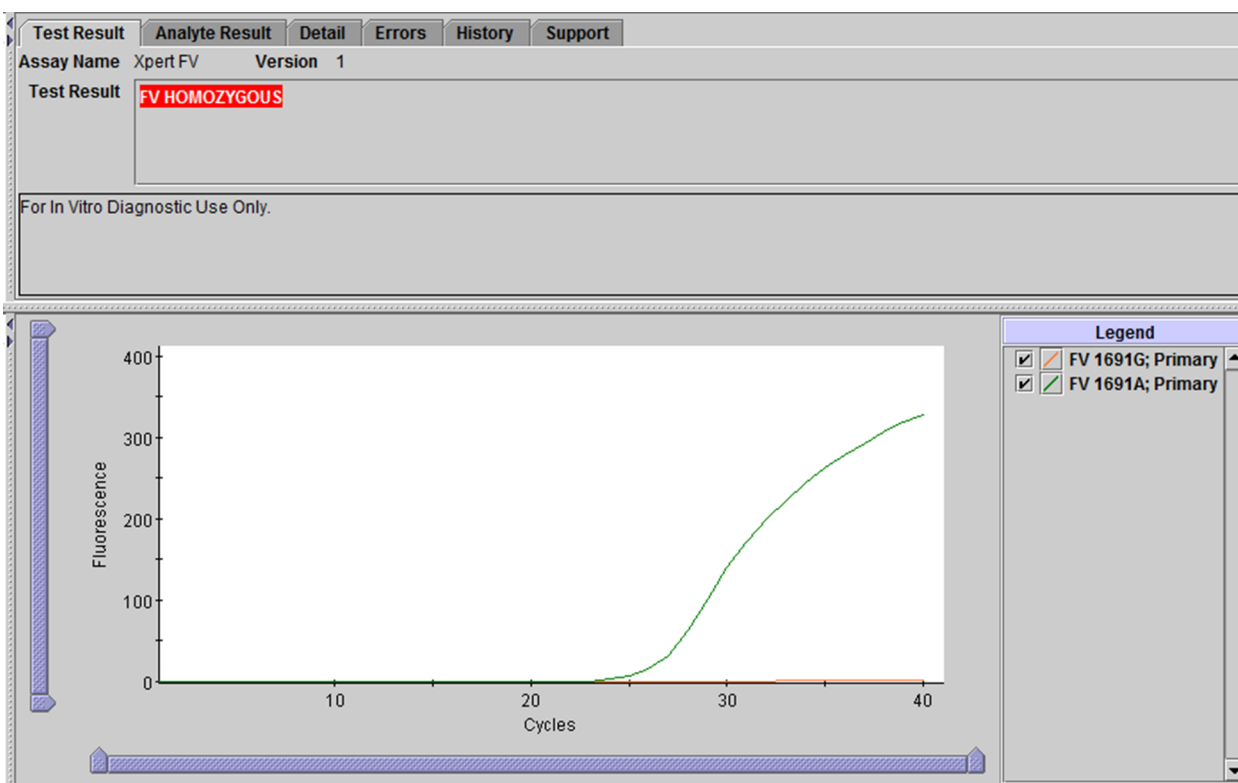 Test Result Analyte Result Detail Errors History Support
Assay Name Xpert FV Version 1
Test Result FV HOMOZYGOUS
For In Vitro Diagnostic Use Only.
Legend
FV 1691G; Primary
FV 1691A; Primary
400
300
200
100
0
Fluorescence
10 20 30 40
Cycles